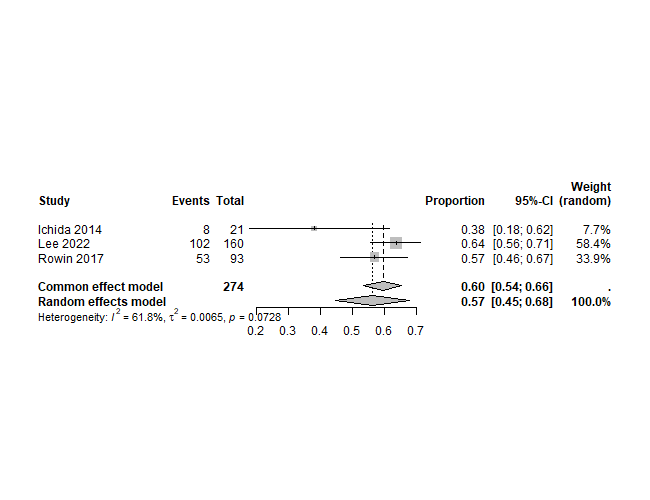 Weight
Study Events Total Proportion 95%-CI (random)
Ichida 2014 8 21 0.38 [0.18; 0.62] 7.7%
Lee 2022 102 160 0.64 [0.56; 0.71] 58.4%
Rowin 2017 53 93 0.57 [0.46; 0.67] 33.9%
Common effect model 274 0.60 [0.54; 0.66] .
Random effects model 0.57 [0.45; 0.68] 100.0%
Heterogeneity: I² = 61.8%, τ² = 0.0065, p = 0.0728
0.2 0.3 0.4 0.5 0.6 0.7